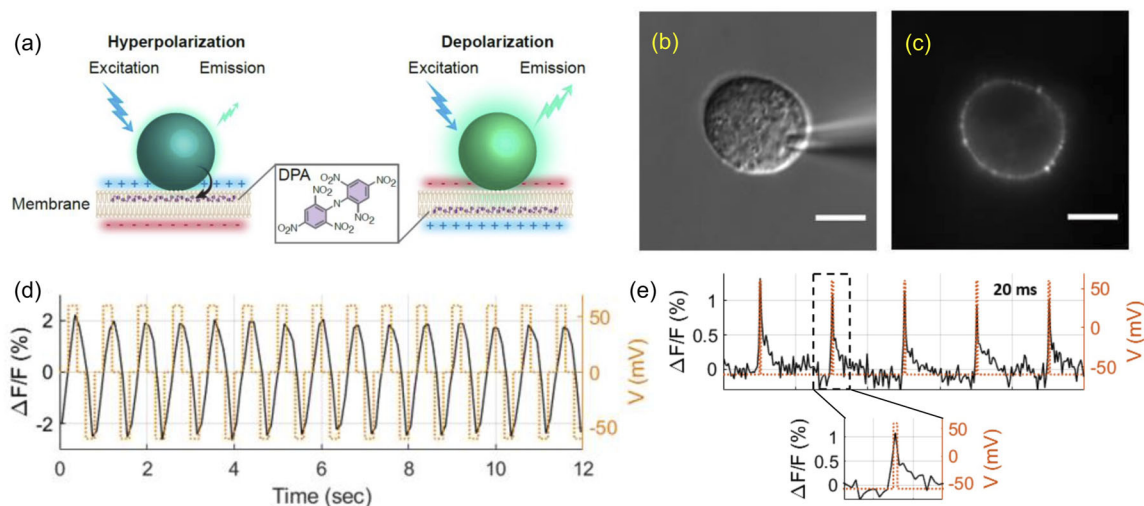 (a)
Hyperpolarization
Depolarization
Excitation Emission
Excitation Emission
+ + + + + + + + + + +
- - - - - - - - - - -
Membrane
DPA
O₂N NO₂ NO₂ NO₂
N
O₂N NO₂ NO₂
- - - - - - - - - - -
+ + + + + + + + + + +
(b)
(c)
(d)
ΔF/F (%)
2
0
-2
50
0
-50
V (mV)
0 2 4 6 8 10 12
Time (sec)
(e)
20 ms
ΔF/F (%)
1
0.5
0
50
0
-50
V (mV)
ΔF/F (%)
1
0.5
0
50
0
-50
V (mV)